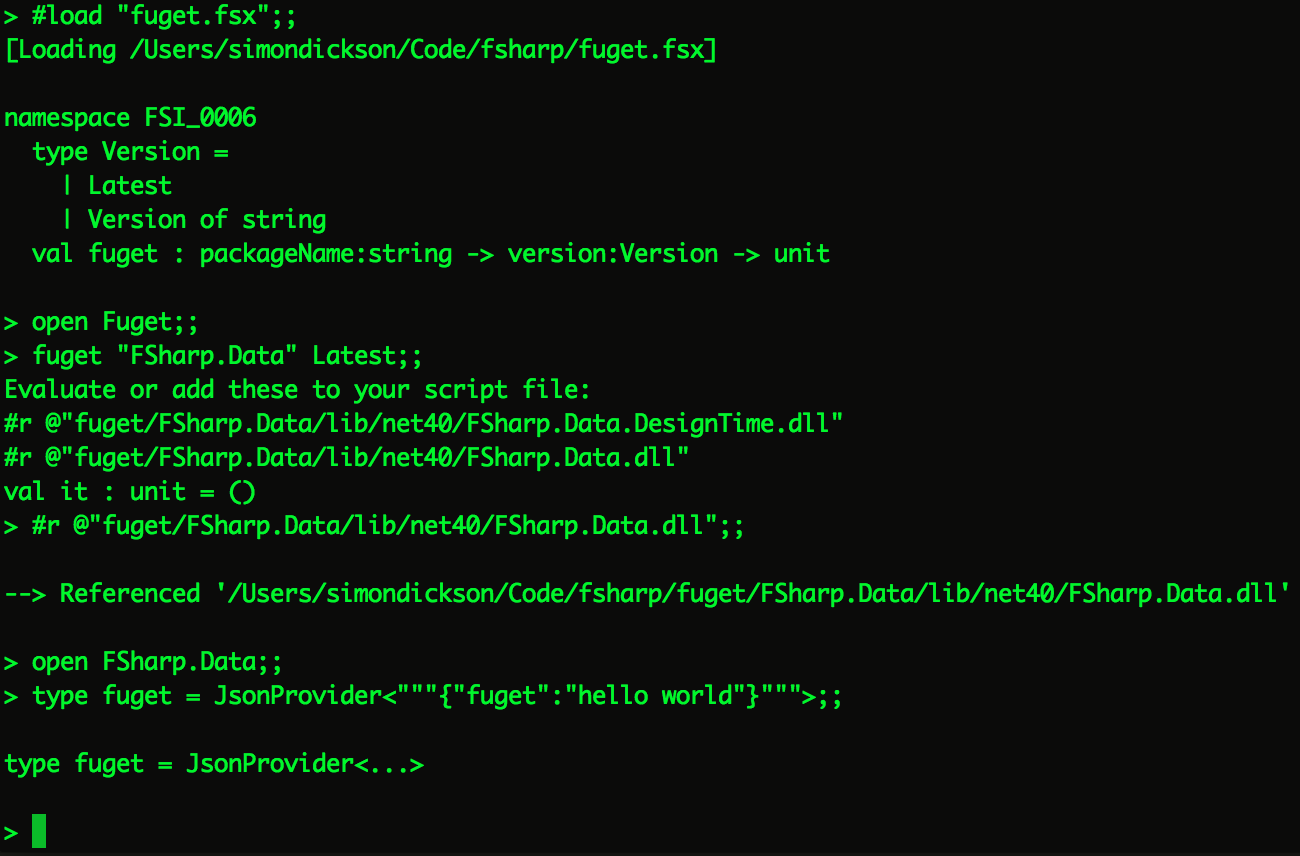 > #load "fuget.fsx";;
[Loading /Users/simondickson/Code/fsharp/fuget.fsx]
namespace FSI_0006
  type Version =
    | Latest
    | Version of string
  val fuget : packageName:string -> version:Version -> unit
> open Fuget;;
> fuget "FSharp.Data" Latest;;
Evaluate or add these to your script file:
#r @"fuget/FSharp.Data/lib/net40/FSharp.Data.DesignTime.dll"
#r @"fuget/FSharp.Data/lib/net40/FSharp.Data.dll"
val it : unit = ()
> #r @"fuget/FSharp.Data/lib/net40/FSharp.Data.dll";;
--> Referenced '/Users/simondickson/Code/fsharp/fuget/FSharp.Data/lib/net40/FSharp.Data.dll'
> open FSharp.Data;;
> type fuget = JsonProvider<"""{"fuget":"hello world"}""">;;
type fuget = JsonProvider<...>
>